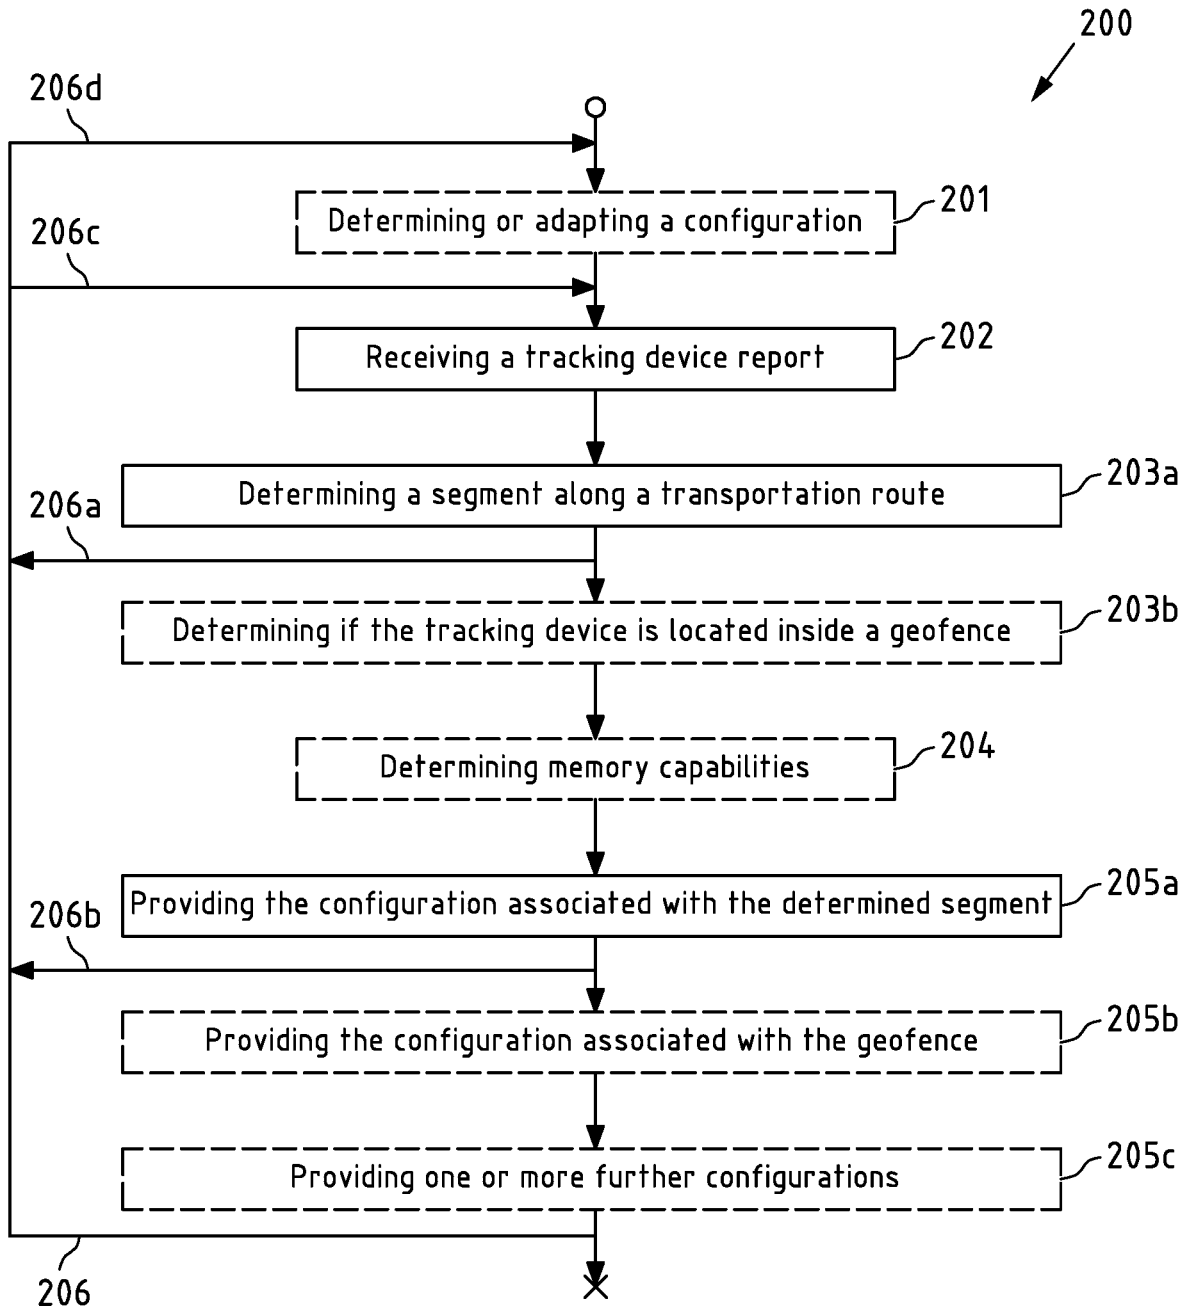 200
206d
201
Determining or adapting a configuration
206c
202
Receiving a tracking device report
203a
Determining a segment along a transportation route
206a
203b
Determining if the tracking device is located inside a geofence
204
Determining memory capabilities
205a
Providing the configuration associated with the determined segment
206b
205b
Providing the configuration associated with the geofence
205c
Providing one or more further configurations
206